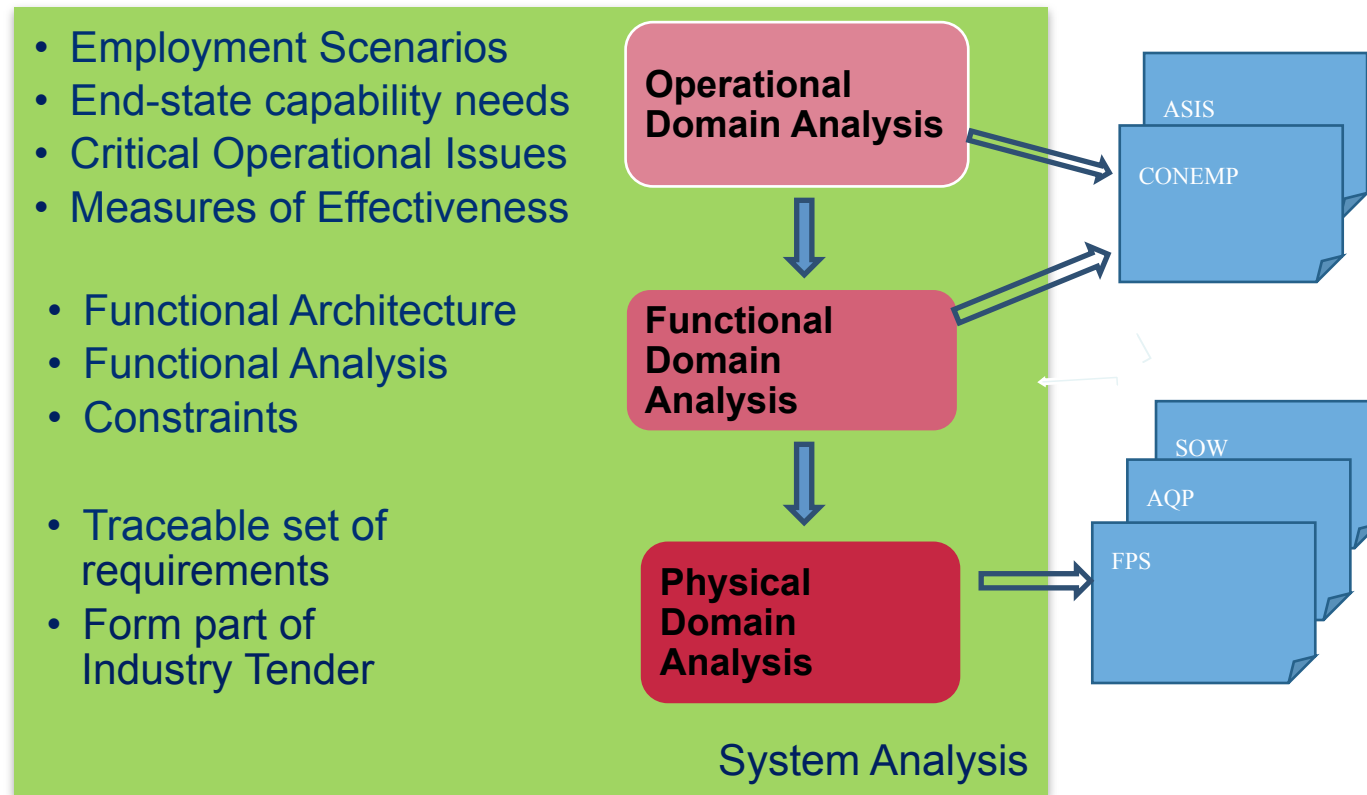 • Employment Scenarios
• End-state capability needs
• Critical Operational Issues
• Measures of Effectiveness
• Functional Architecture
• Functional Analysis
• Constraints
• Traceable set of
requirements
• Form part of
Industry Tender
Operational
Domain Analysis
Functional
Domain
Analysis
Physical
Domain
Analysis
System Analysis
ASIS
CONEMP
SOW
AQP
FPS